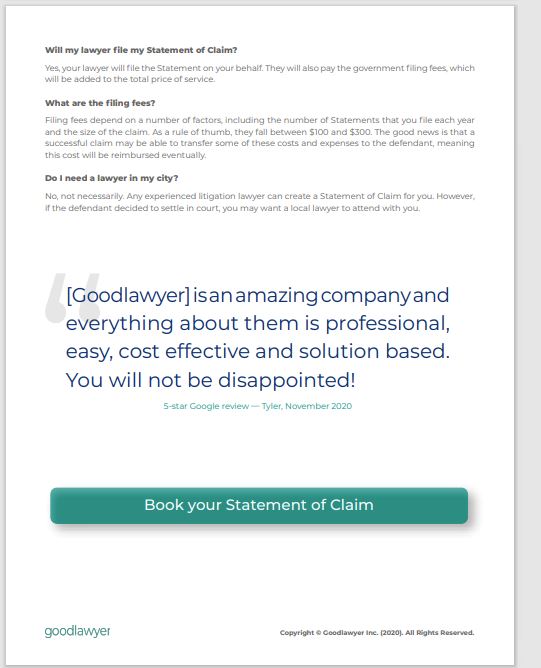 Will my lawyer file my Statement of Claim?
Yes, your lawyer will file the Statement on your behalf. They will also pay the government filing fees, which
will be added to the total price of service.
What are the filing fees?
Filing fees depend on a number of factors, including the number of Statements that you file each year
and the size of the claim. As a rule of thumb, they fall between $100 and $300. The good news is that a
successful claim may be able to transfer some of these costs and expenses to the defendant, meaning
this cost will be reimbursed eventually.
Do I need a lawyer in my city?
No, not necessarily. Any experienced litigation lawyer can create a Statement of Claim for you. However,
if the defendant decided to settle in court, you may want a local lawyer to attend with you.
“
[Goodlawyer] is an amazing company and
everything about them is professional,
easy, cost effective and solution based.
You will not be disappointed!
5-star Google review — Tyler, November 2020
Book your Statement of Claim
goodlawyer
Copyright © Goodlawyer Inc. (2020). All Rights Reserved.